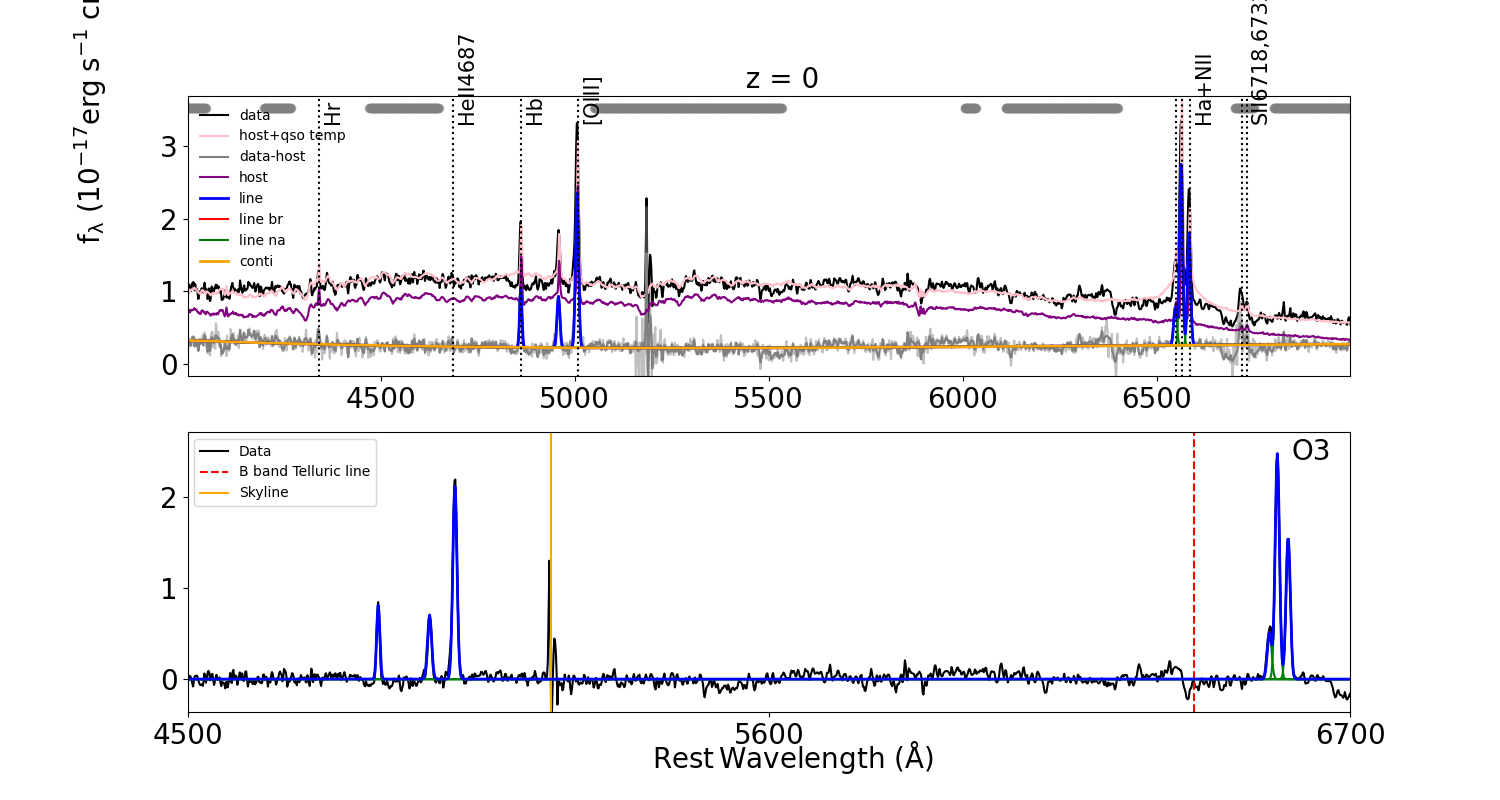 z = 0
f_λ (10^−17 erg s^−1
Hr
HeII4687
Hb
[OIII]
Ha+NII
SII6718,673
data
host+qso temp
data-host
host
line
line br
line na
conti
3
2
1
0
4500 5000 5500 6000 6500
Data
B band Telluric line
Skyline
O3
2
1
0
4500 5600 6700
Rest Wavelength (Å)